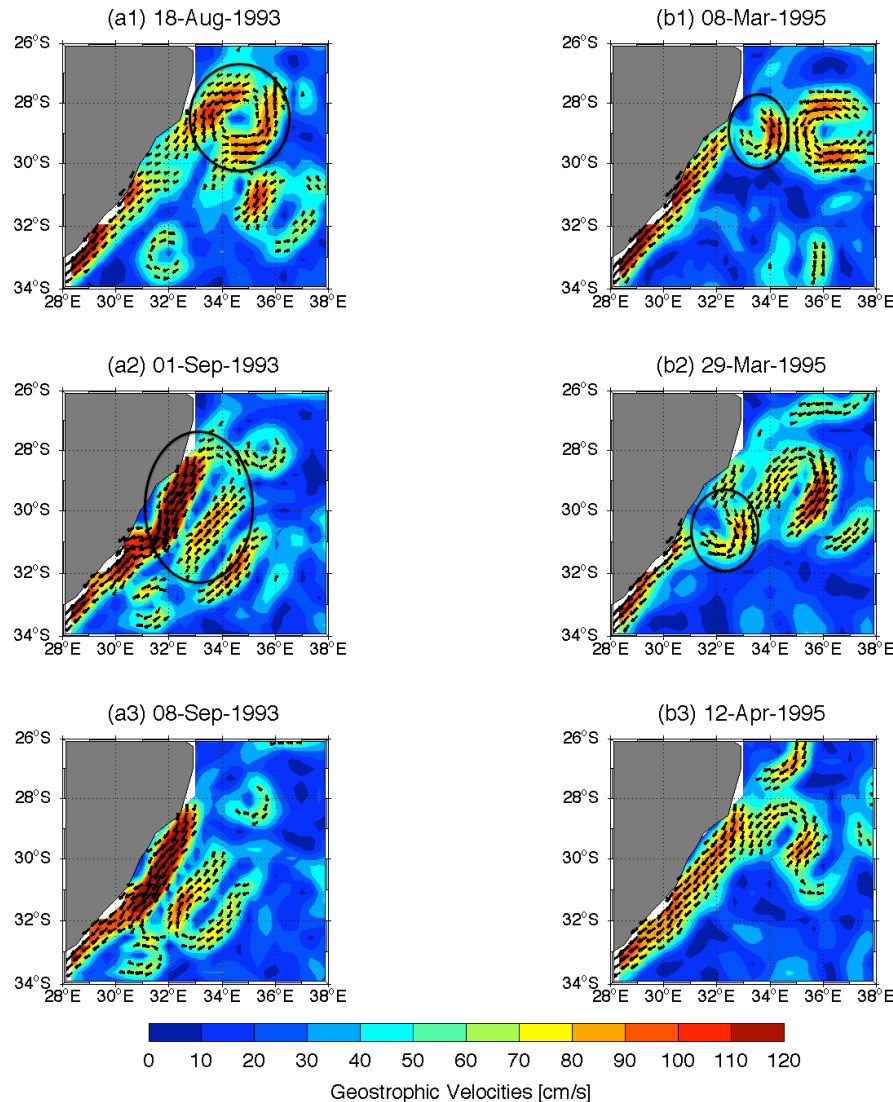 (a1) 18-Aug-1993
(b1) 08-Mar-1995
26°S
28°S
30°S
32°S
34°S
28°E 30°E 32°E 34°E 36°E 38°E
26°S
28°S
30°S
32°S
34°S
28°E 30°E 32°E 34°E 36°E 38°E
(a2) 01-Sep-1993
(b2) 29-Mar-1995
26°S
28°S
30°S
32°S
34°S
28°E 30°E 32°E 34°E 36°E 38°E
26°S
28°S
30°S
32°S
34°S
28°E 30°E 32°E 34°E 36°E 38°E
(a3) 08-Sep-1993
(b3) 12-Apr-1995
26°S
28°S
30°S
32°S
34°S
28°E 30°E 32°E 34°E 36°E 38°E
26°S
28°S
30°S
32°S
34°S
28°E 30°E 32°E 34°E 36°E 38°E
0 10 20 30 40 50 60 70 80 90 100 110 120
Geostrophic Velocities [cm/s]